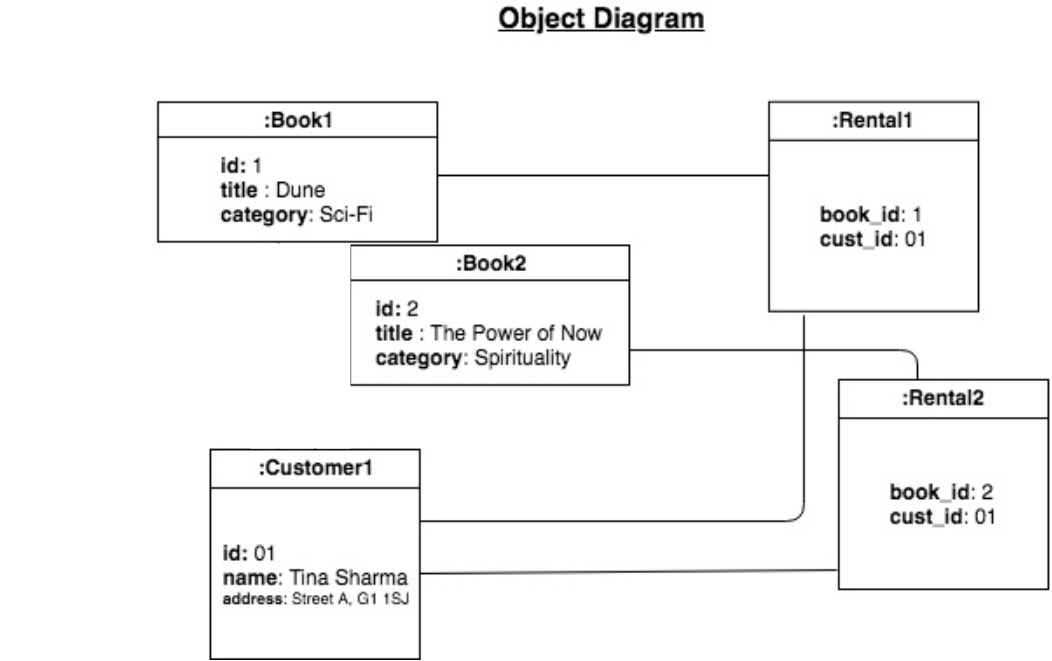 Object Diagram
:Book1
id: 1
title : Dune
category: Sci-Fi
:Rental1
book_id: 1
cust_id: 01
:Book2
id: 2
title : The Power of Now
category: Spirituality
:Rental2
book_id: 2
cust_id: 01
:Customer1
id: 01
name: Tina Sharma
address: Street A, G1 1SJ